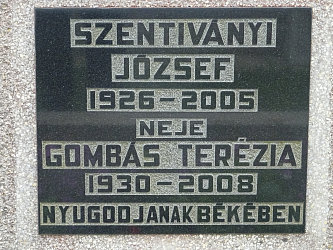 SZENTIVÁNYI
JÓZSEF
1926-2005
NEJE
GOMBÁS TERÉZIA
1930-2008
NYUGODJANAK BÉKÉBEN